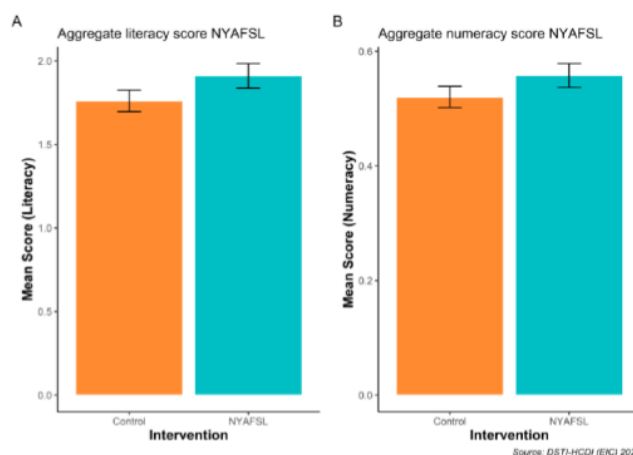 A
Aggregate literacy score NYAFSL
2.0
1.5
1.0
0.5
0.0
Mean Score (Literacy)
Control NYAFSL
Intervention
B
Aggregate numeracy score NYAFSL
0.6
0.4
0.2
0.0
Mean Score (Numeracy)
Control NYAFSL
Intervention
Source: DSTI-HCDI (EfC)